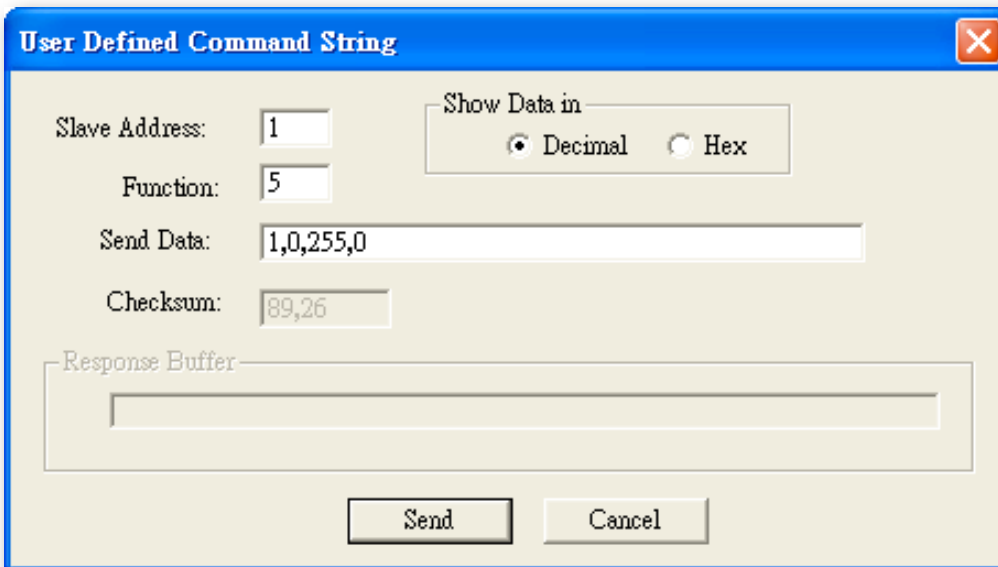 User Defined Command String
Slave Address: 1
Show Data in
Decimal Hex
Function: 5
Send Data: 1,0,255,0
Checksum: 89,26
Response Buffer
Send Cancel